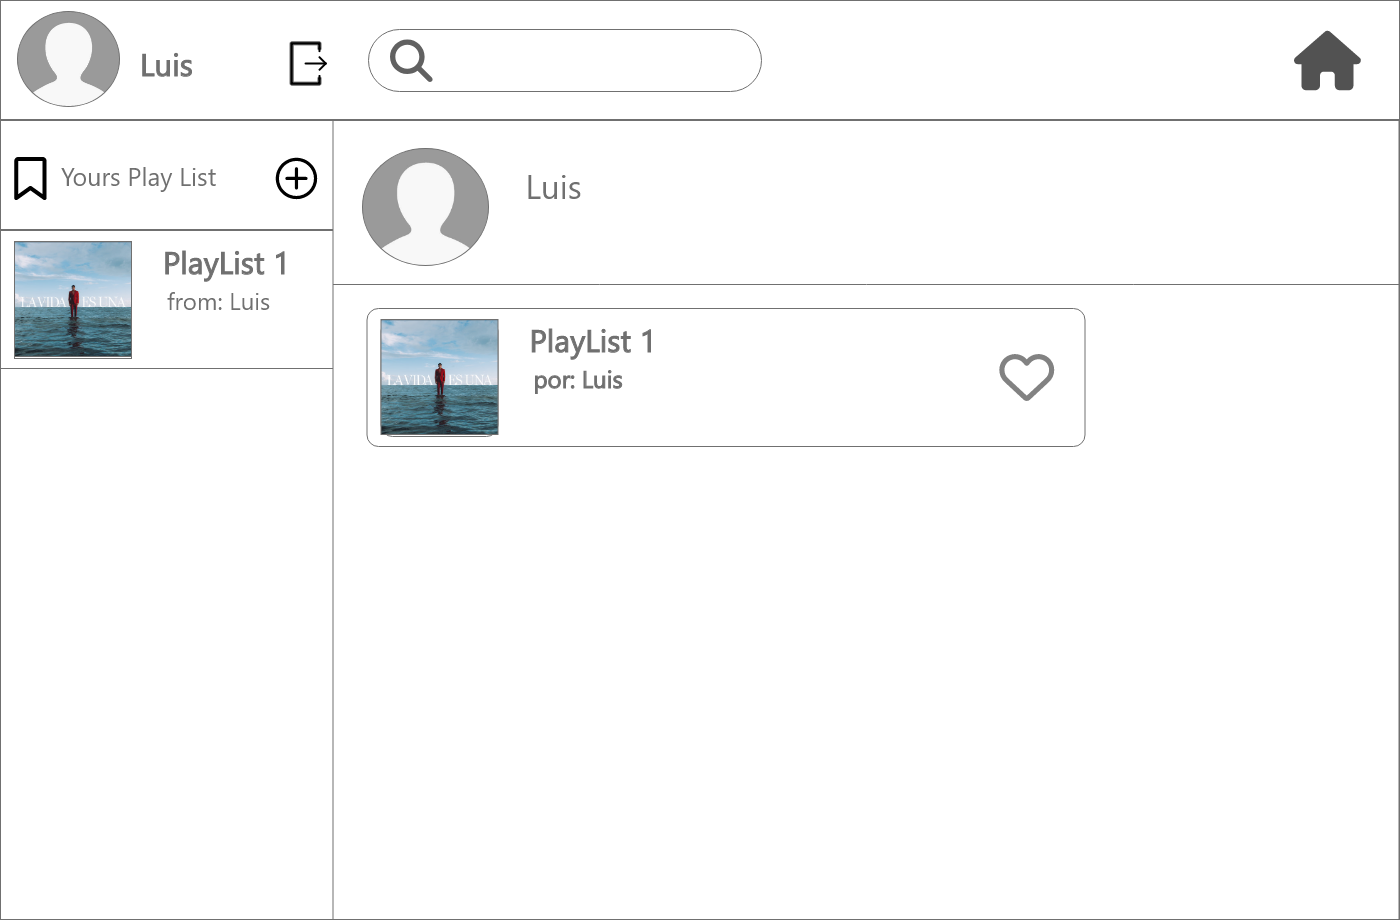 Luis
Yours Play List
PlayList 1
from: Luis
LA VIDA ES UNA
Luis
PlayList 1
por: Luis
LA VIDA ES UNA